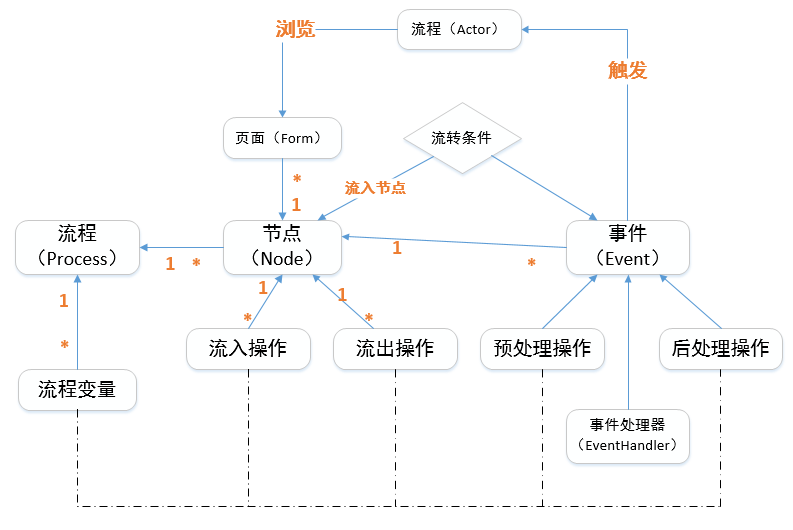 浏览
流程（Actor）
触发
页面（Form）
流转条件
*
流入节点
1
流程
（Process）
节点
（Node）
事件
（Event）
1
*
1
*
1
1
1
*
*
*
流入操作
流出操作
预处理操作
后处理操作
流程变量
事件处理器
（EventHandler）